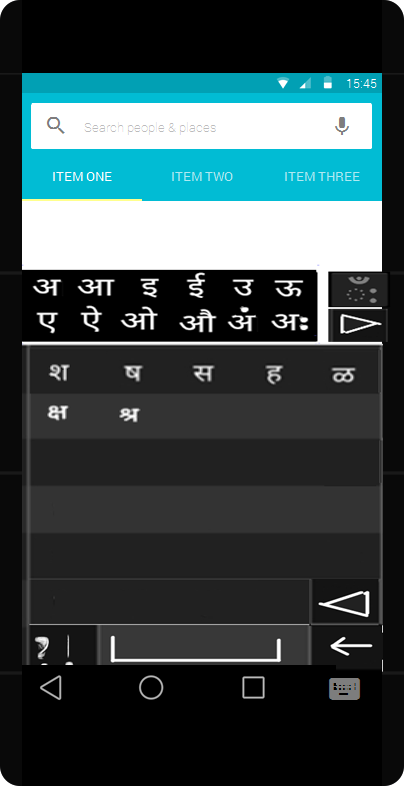 15:45
Search people & places
ITEM ONE ITEM TWO ITEM THREE
अ आ इ ई उ ऊ
ए ऐ ओ औ अं अः
श ष स ह ळ
क्ष श्र
? !